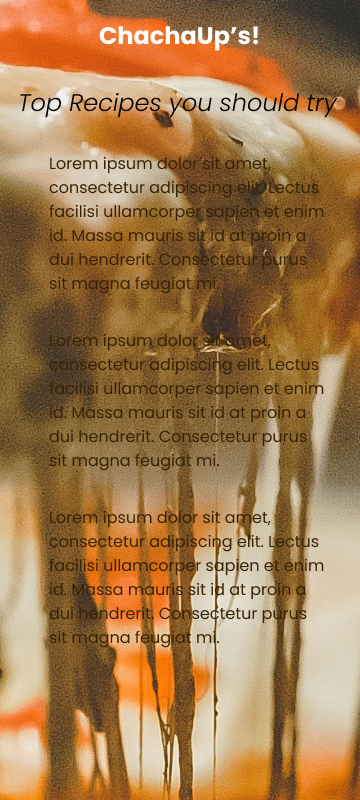 ChachaUp’s!
Top Recipes you should try
Lorem ipsum dolor sit amet,
consectetur adipiscing elit. Lectus
facilisi ullamcorper sapien et enim
id. Massa mauris sit id at proin a
dui hendrerit. Consectetur purus
sit magna feugiat mi.
Lorem ipsum dolor sit amet,
consectetur adipiscing elit. Lectus
facilisi ullamcorper sapien et enim
id. Massa mauris sit id at proin a
dui hendrerit. Consectetur purus
sit magna feugiat mi.
Lorem ipsum dolor sit amet,
consectetur adipiscing elit. Lectus
facilisi ullamcorper sapien et enim
id. Massa mauris sit id at proin a
dui hendrerit. Consectetur purus
sit magna feugiat mi.